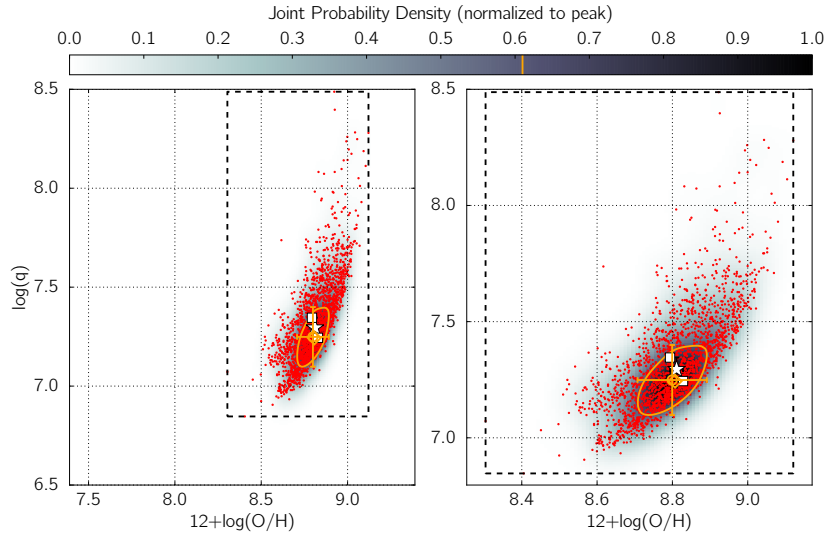 Joint Probability Density (normalized to peak)
0.0 0.1 0.2 0.3 0.4 0.5 0.6 0.7 0.8 0.9 1.0
8.5 8.5
8.0 8.0
log(q)
7.5 7.5
7.0 7.0
6.5
7.5 8.0 8.5 9.0 8.4 8.6 8.8 9.0
12+log(O/H) 12+log(O/H)